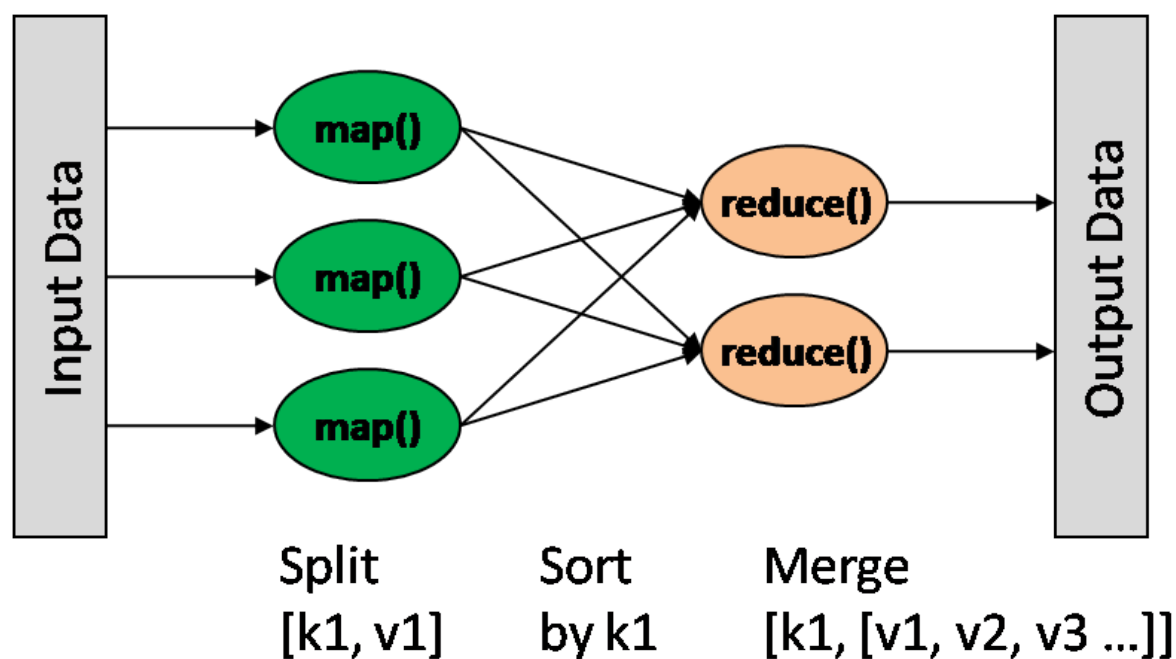 Input Data
map()
map()
map()
reduce()
reduce()
Output Data
Split
[k1, v1]
Sort
by k1
Merge
[k1, [v1, v2, v3 ...]]